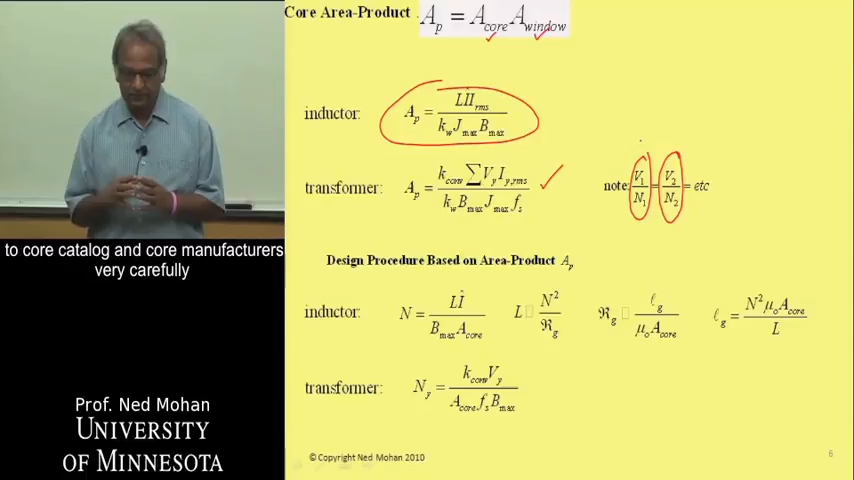 Core Area-Product A_p = A_core A_window
inductor: A_p = LÎI_rms / k_w J_max B_max
transformer: A_p = k_conv ∑ V_y I_y,rms / k_w B_max J_max f_s
note: V_1/N_1 = V_2/N_2 = etc
to core catalog and core manufacturers
very carefully
Design Procedure Based on Area-Product A_p
inductor: N = LÎ / B_max A_core L □ N² / ℜ_g ℜ_g □ ℓ_g / μ_o A_core ℓ_g = N² μ_o A_core / L
transformer: N_y = k_conv V_y / A_core f_s B_max
Prof. Ned Mohan
UNIVERSITY
OF MINNESOTA
©Copyright Ned Mohan 2010
6